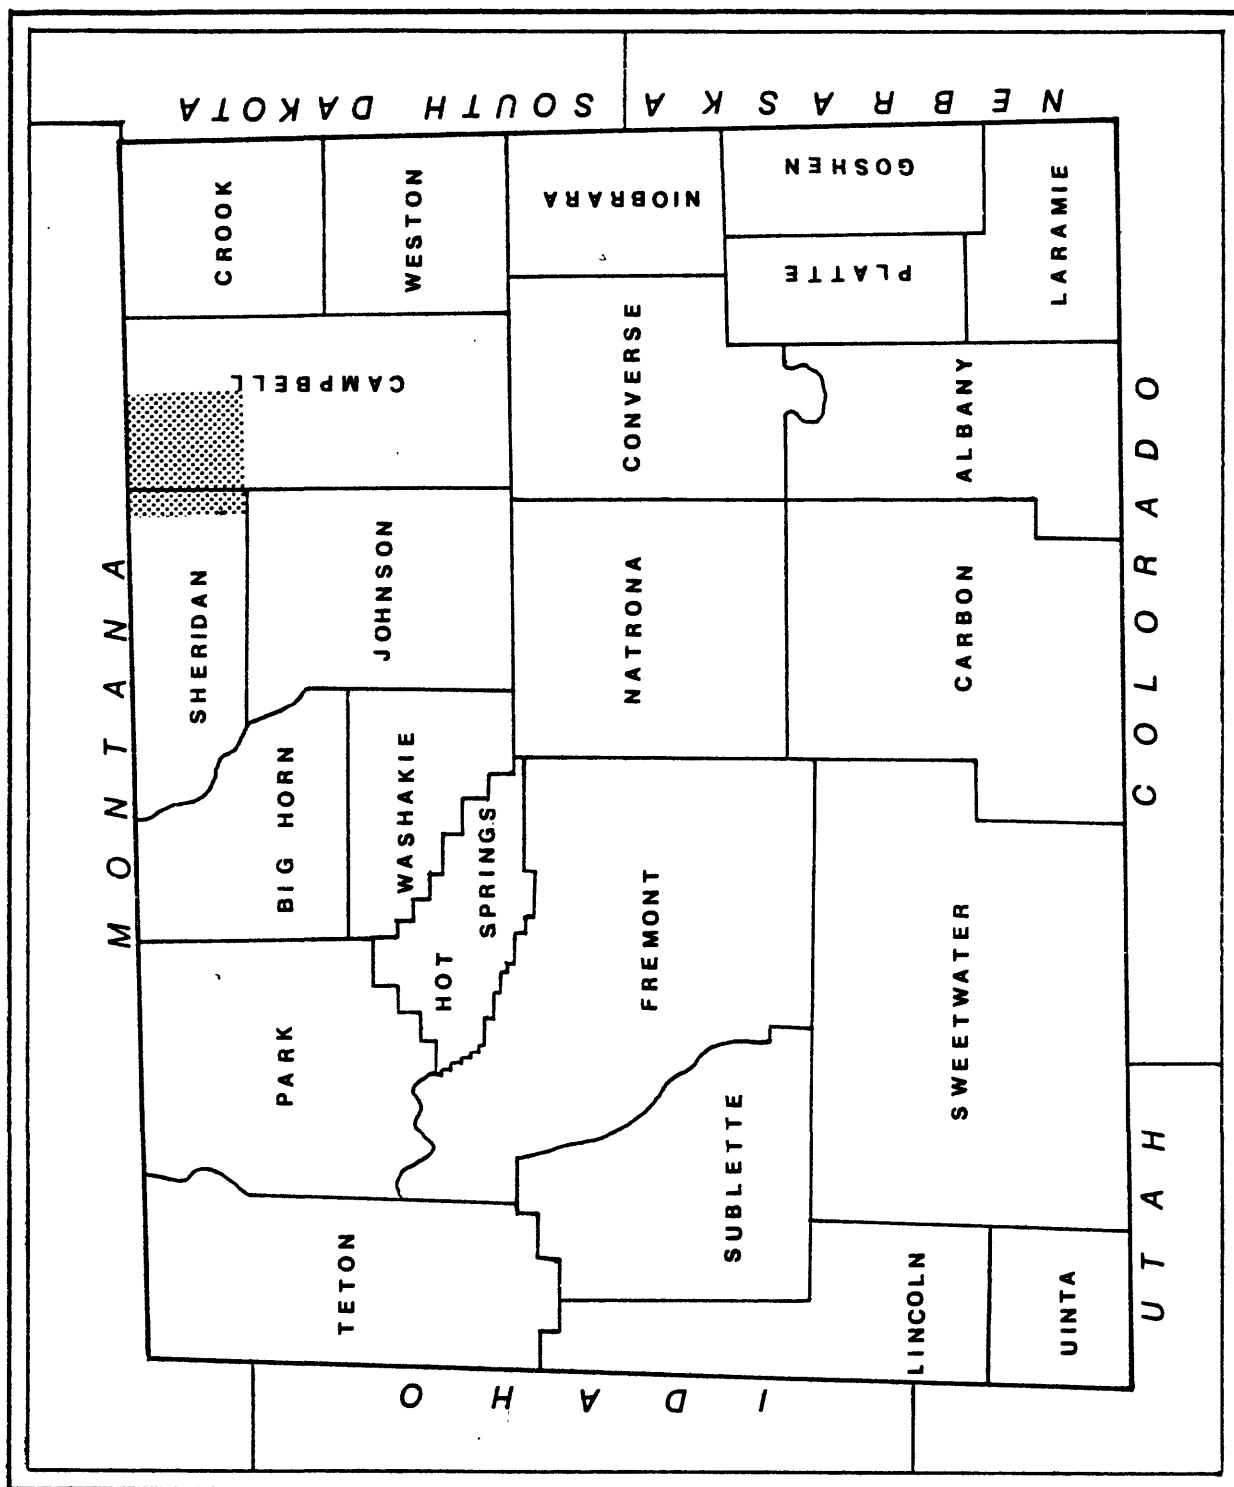 MONTANA
SOUTH DAKOTA
NEBRASKA
COLORADO
UTAH
IDAHO
TETON
PARK
BIG HORN
SHERIDAN
CAMPBELL
CROOK
WESTON
JOHNSON
WASHAKIE
HOT
SPRINGS
FREMONT
NATRONA
CONVERSE
NIOBRARA
GOSHEN
PLATTE
LARAMIE
ALBANY
CARBON
SWEETWATER
SUBLETTE
LINCOLN
UINTA